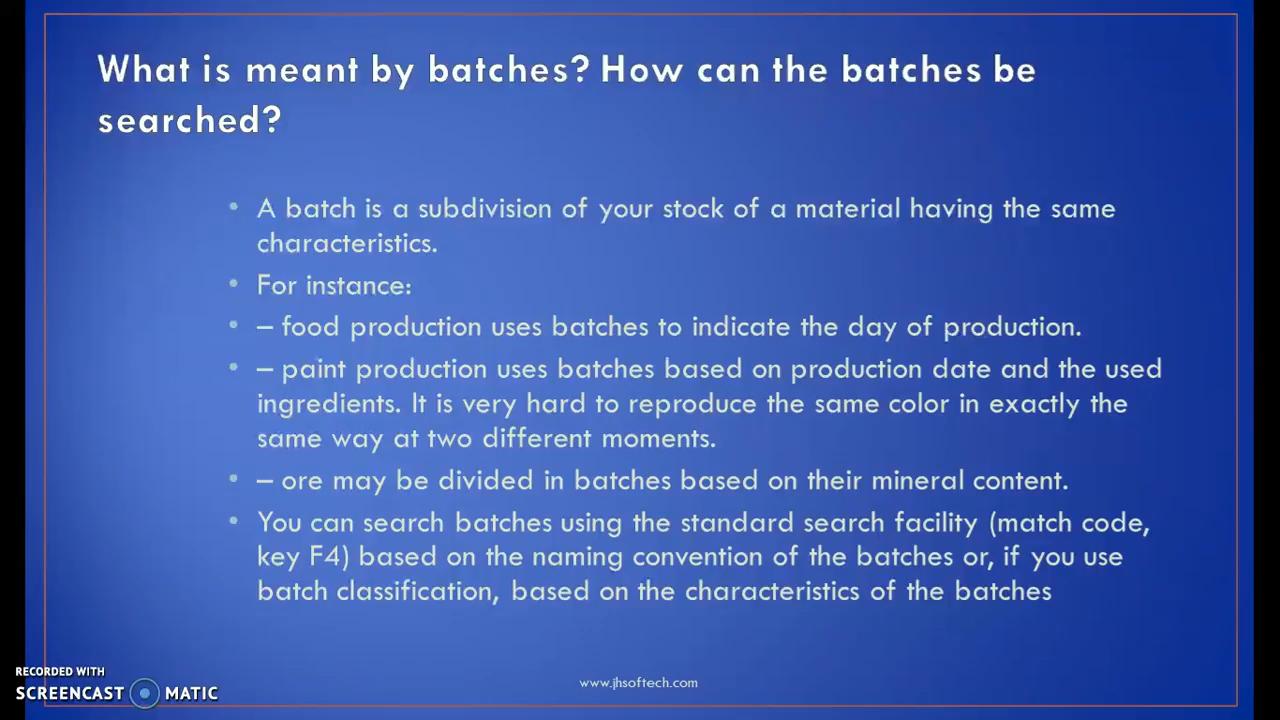 What is meant by batches? How can the batches be
searched?
• A batch is a subdivision of your stock of a material having the same
characteristics.
• For instance:
• – food production uses batches to indicate the day of production.
• – paint production uses batches based on production date and the used
ingredients. It is very hard to reproduce the same color in exactly the
same way at two different moments.
• – ore may be divided in batches based on their mineral content.
• You can search batches using the standard search facility (match code,
key F4) based on the naming convention of the batches or, if you use
batch classification, based on the characteristics of the batches
RECORDED WITH
SCREENCAST MATIC
www.jhsoftech.com